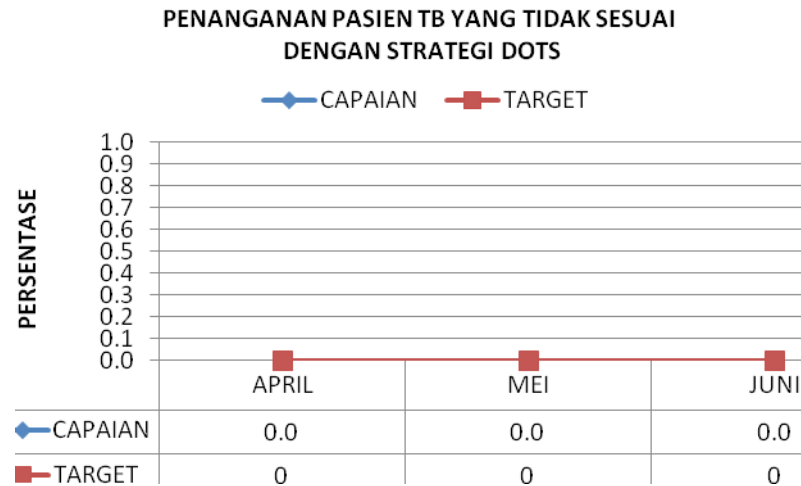 PENANGANAN PASIEN TB YANG TIDAK SESUAI
DENGAN STRATEGI DOTS
CAPAIAN TARGET
PERSENTASE
1.0
0.9
0.8
0.7
0.6
0.5
0.4
0.3
0.2
0.1
0.0
APRIL MEI JUNI
CAPAIAN 0.0 0.0 0.0
TARGET 0 0 0